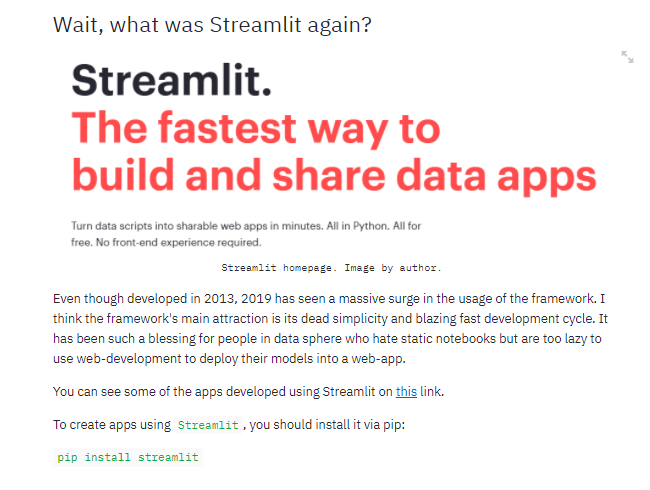 Wait, what was Streamlit again?
Streamlit.
The fastest way to
build and share data apps
Turn data scripts into sharable web apps in minutes. All in Python. All for
free. No front-end experience required.
Streamlit homepage. Image by author.
Even though developed in 2013, 2019 has seen a massive surge in the usage of the framework. I
think the framework's main attraction is its dead simplicity and blazing fast development cycle. It
has been such a blessing for people in data sphere who hate static notebooks but are too lazy to
use web-development to deploy their models into a web-app.
You can see some of the apps developed using Streamlit on this link.
To create apps using Streamlit , you should install it via pip:
pip install streamlit